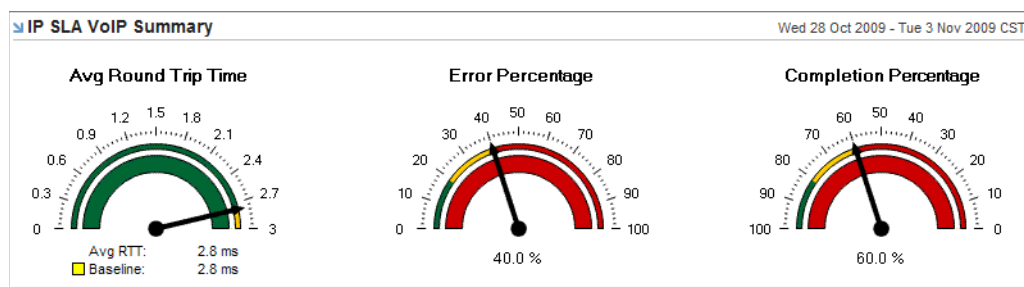 IP SLA VoIP Summary
Wed 28 Oct 2009 - Tue 3 Nov 2009 CST
Avg Round Trip Time
0 0.3 0.6 0.9 1.2 1.5 1.8 2.1 2.4 2.7 3
Avg RTT: 2.8 ms
Baseline: 2.8 ms
Error Percentage
0 10 20 30 40 50 60 70 80 90 100
40.0 %
Completion Percentage
100 90 80 70 60 50 40 30 20 10 0
60.0 %